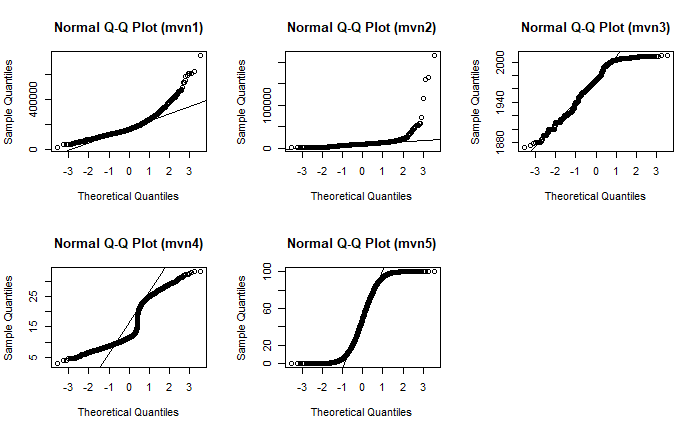 Normal Q-Q Plot (mvn1)
Sample Quantiles
0 400000
-3 -2 -1 0 1 2 3
Theoretical Quantiles
Normal Q-Q Plot (mvn2)
Sample Quantiles
0 100000
-3 -2 -1 0 1 2 3
Theoretical Quantiles
Normal Q-Q Plot (mvn3)
Sample Quantiles
1880 1940 2000
-3 -2 -1 0 1 2 3
Theoretical Quantiles
Normal Q-Q Plot (mvn4)
Sample Quantiles
5 15 25
-3 -2 -1 0 1 2 3
Theoretical Quantiles
Normal Q-Q Plot (mvn5)
Sample Quantiles
0 20 60 100
-3 -2 -1 0 1 2 3
Theoretical Quantiles